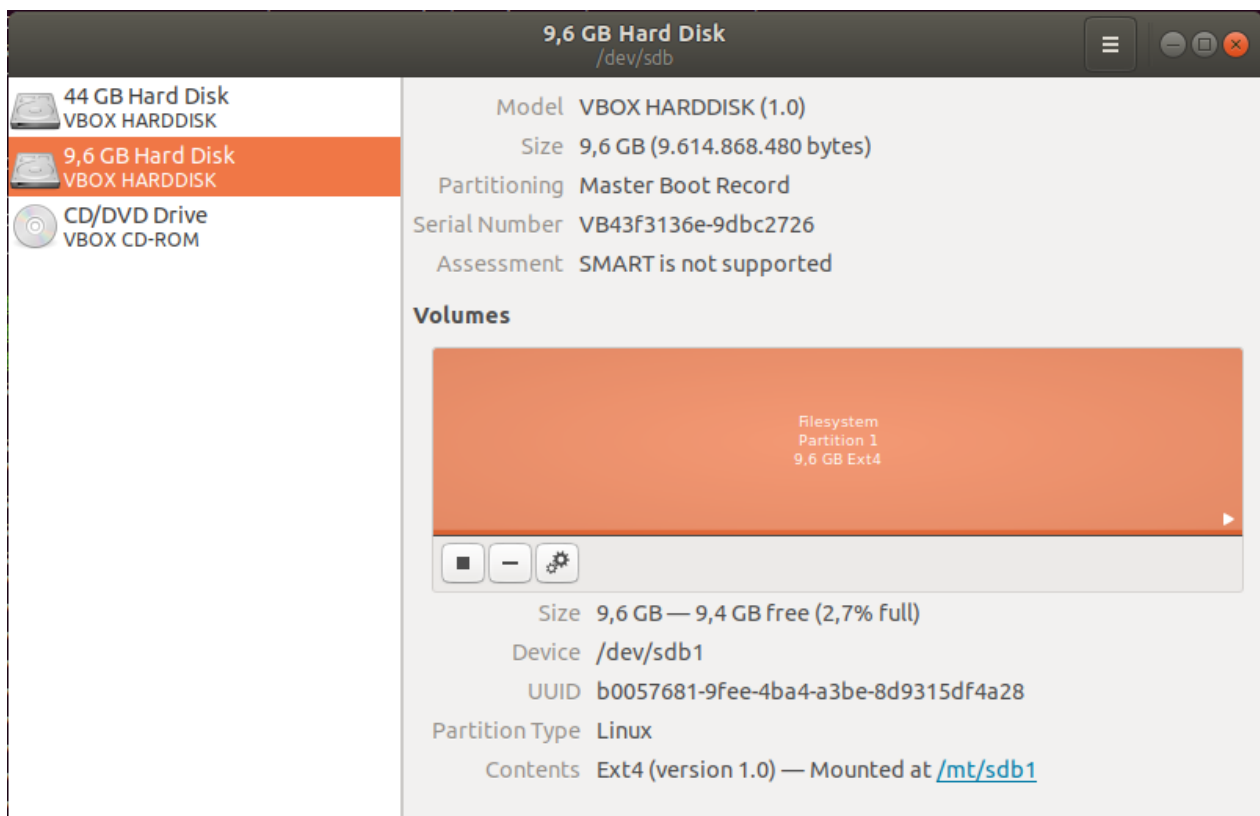 9,6 GB Hard Disk
/dev/sdb
44 GB Hard Disk
VBOX HARDDISK
9,6 GB Hard Disk
VBOX HARDDISK
CD/DVD Drive
VBOX CD-ROM
Model VBOX HARDDISK (1.0)
Size 9,6 GB (9.614.868.480 bytes)
Partitioning Master Boot Record
Serial Number VB43f3136e-9dbc2726
Assessment SMART is not supported
Volumes
Filesystem
Partition 1
9,6 GB Ext4
Size 9,6 GB — 9,4 GB free (2,7% full)
Device /dev/sdb1
UUID b0057681-9fee-4ba4-a3be-8d9315df4a28
Partition Type Linux
Contents Ext4 (version 1.0) — Mounted at /mt/sdb1